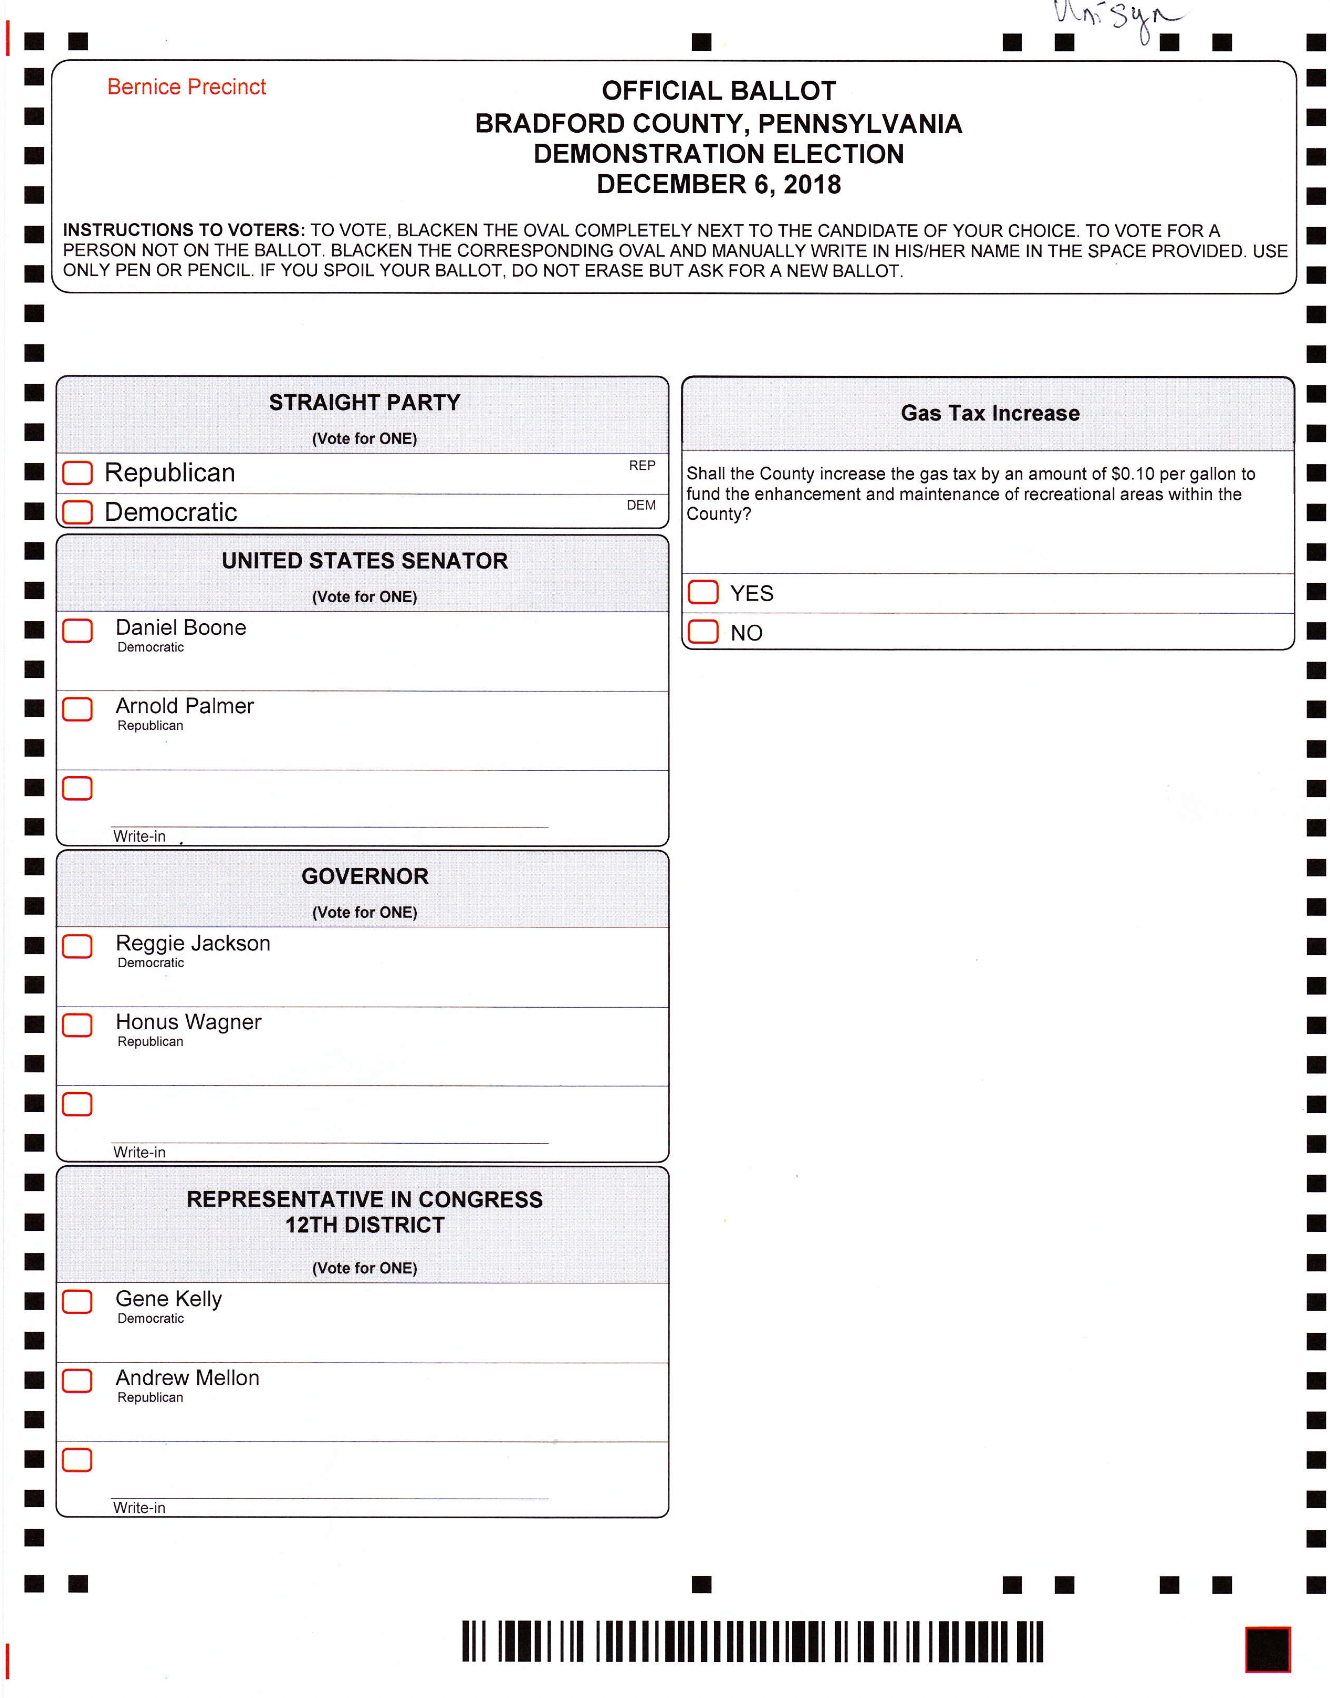 Unisyn
Bernice Precinct
OFFICIAL BALLOT
BRADFORD COUNTY, PENNSYLVANIA
DEMONSTRATION ELECTION
DECEMBER 6, 2018
INSTRUCTIONS TO VOTERS: TO VOTE, BLACKEN THE OVAL COMPLETELY NEXT TO THE CANDIDATE OF YOUR CHOICE. TO VOTE FOR A
PERSON NOT ON THE BALLOT. BLACKEN THE CORRESPONDING OVAL AND MANUALLY WRITE IN HIS/HER NAME IN THE SPACE PROVIDED. USE
ONLY PEN OR PENCIL. IF YOU SPOIL YOUR BALLOT, DO NOT ERASE BUT ASK FOR A NEW BALLOT.
STRAIGHT PARTY
(Vote for ONE)
Republican REP
Democratic DEM
UNITED STATES SENATOR
(Vote for ONE)
Daniel Boone
Democratic
Arnold Palmer
Republican
Write-in
GOVERNOR
(Vote for ONE)
Reggie Jackson
Democratic
Honus Wagner
Republican
Write-in
REPRESENTATIVE IN CONGRESS
12TH DISTRICT
(Vote for ONE)
Gene Kelly
Democratic
Andrew Mellon
Republican
Write-in
Gas Tax Increase
Shall the County increase the gas tax by an amount of $0.10 per gallon to
fund the enhancement and maintenance of recreational areas within the
County?
YES
NO